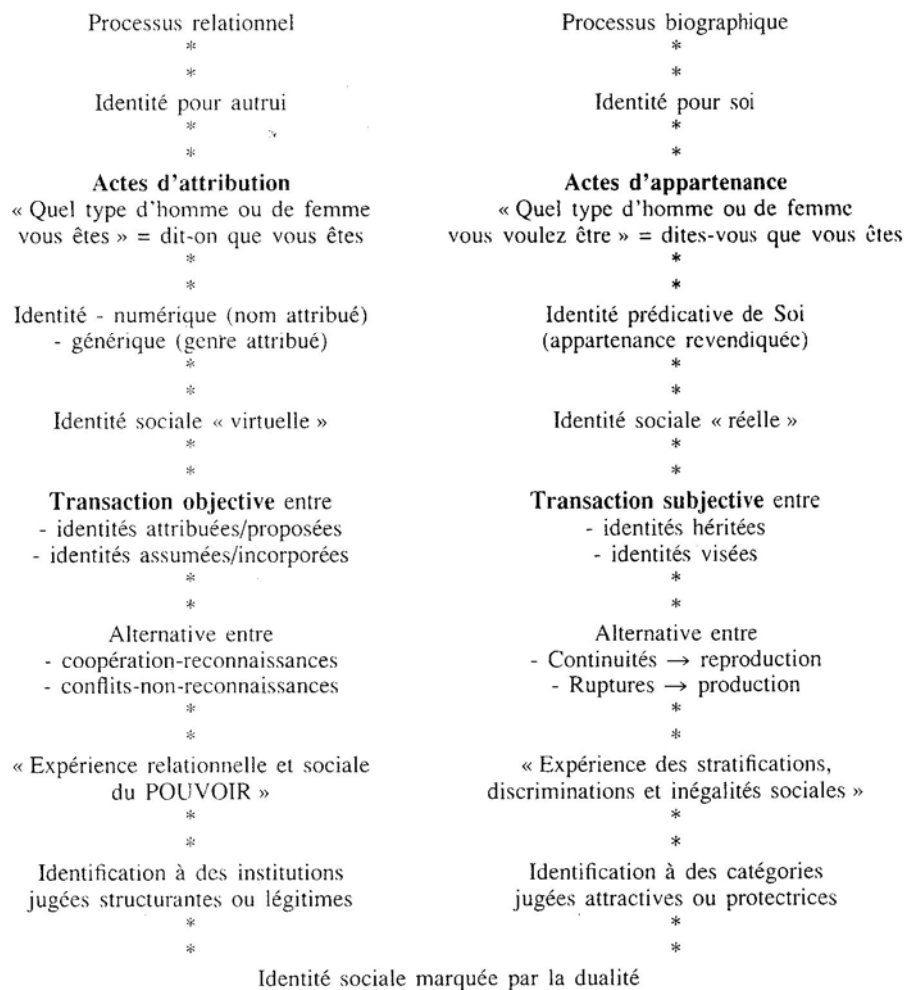 Processus relationnel
*
*
Identité pour autrui
*
*
Actes d'attribution
« Quel type d'homme ou de femme
vous êtes » = dit-on que vous êtes
*
*
Identité - numérique (nom attribué)
- générique (genre attribué)
*
*
Identité sociale « virtuelle »
*
*
Transaction objective entre
- identités attribuées/proposées
- identités assumées/incorporées
*
*
Alternative entre
- coopération-reconnaissances
- conflits-non-reconnaissances
*
*
« Expérience relationnelle et sociale
du POUVOIR »
*
*
Identification à des institutions
jugées structurantes ou légitimes
*
*
Processus biographique
*
*
Identité pour soi
*
*
Actes d'appartenance
« Quel type d'homme ou de femme
vous voulez être » = dites-vous que vous êtes
*
*
Identité prédicative de Soi
(appartenance revendiquée)
*
*
Identité sociale « réelle »
*
*
Transaction subjective entre
- identités héritées
- identités visées
*
*
Alternative entre
- Continuités → reproduction
- Ruptures → production
*
*
« Expérience des stratifications,
discriminations et inégalités sociales »
*
*
Identification à des catégories
jugées attractives ou protectrices
*
*
Identité sociale marquée par la dualité